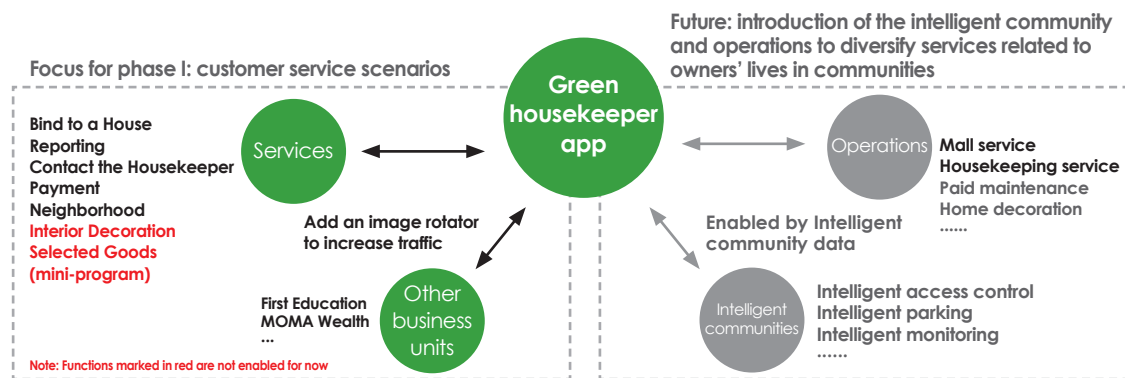 Focus for phase I: customer service scenarios
Future: introduction of the intelligent community
and operations to diversify services related to
owners' lives in communities
Green
housekeeper
app
Bind to a House
Reporting
Contact the Housekeeper
Payment
Neighborhood
Interior Decoration
Selected Goods
(mini-program)
Services
Add an image rotator
to increase traffic
First Education
MOMA Wealth
...
Other
business
units
Note: Functions marked in red are not enabled for now
Operations
Mall service
Housekeeping service
Paid maintenance
Home decoration
......
Enabled by Intelligent
community data
Intelligent
communities
Intelligent access control
Intelligent parking
Intelligent monitoring
......